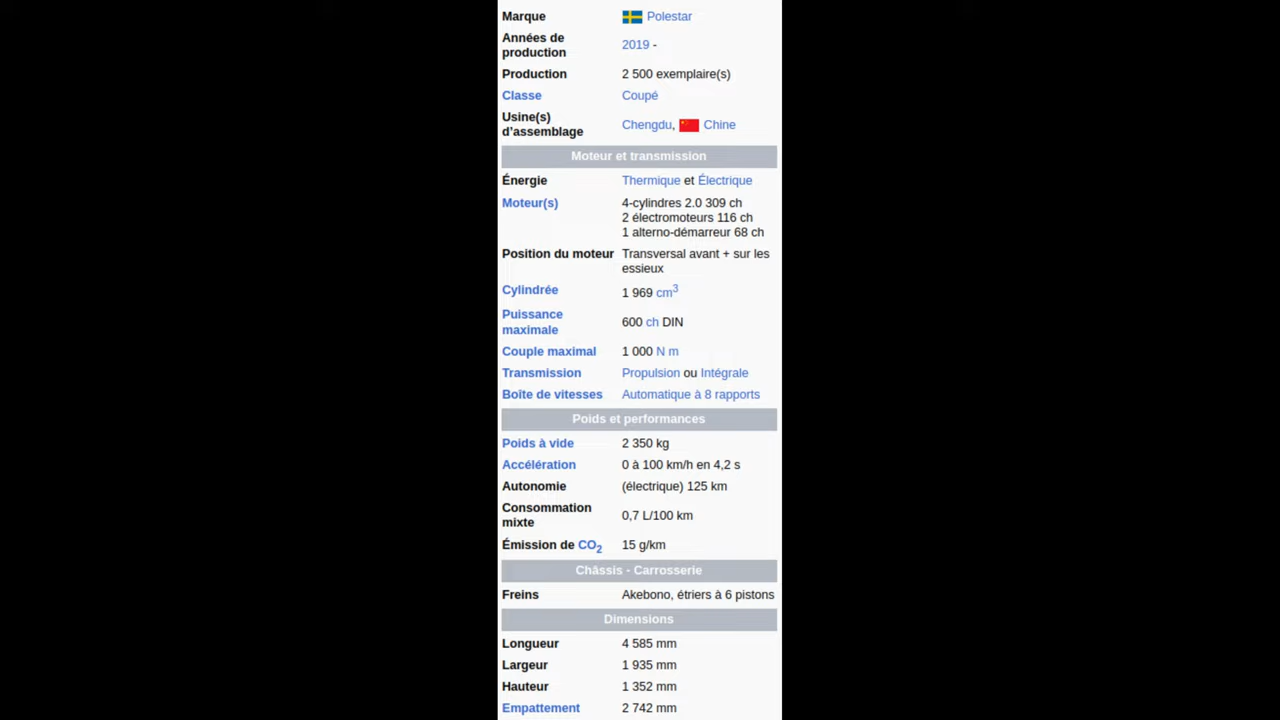 Marque Polestar
Années de
production 2019 -
Production 2 500 exemplaire(s)
Classe Coupé
Usine(s)
d’assemblage Chengdu, Chine
Moteur et transmission
Énergie Thermique et Électrique
Moteur(s) 4-cylindres 2.0 309 ch
2 électromoteurs 116 ch
1 alterno-démarreur 68 ch
Position du moteur Transversal avant + sur les
essieux
Cylindrée 1 969 cm³
Puissance
maximale 600 ch DIN
Couple maximal 1 000 N m
Transmission Propulsion ou Intégrale
Boîte de vitesses Automatique à 8 rapports
Poids et performances
Poids à vide 2 350 kg
Accélération 0 à 100 km/h en 4,2 s
Autonomie (électrique) 125 km
Consommation
mixte 0,7 L/100 km
Émission de CO₂ 15 g/km
Châssis - Carrosserie
Freins Akebono, étriers à 6 pistons
Dimensions
Longueur 4 585 mm
Largeur 1 935 mm
Hauteur 1 352 mm
Empattement 2 742 mm